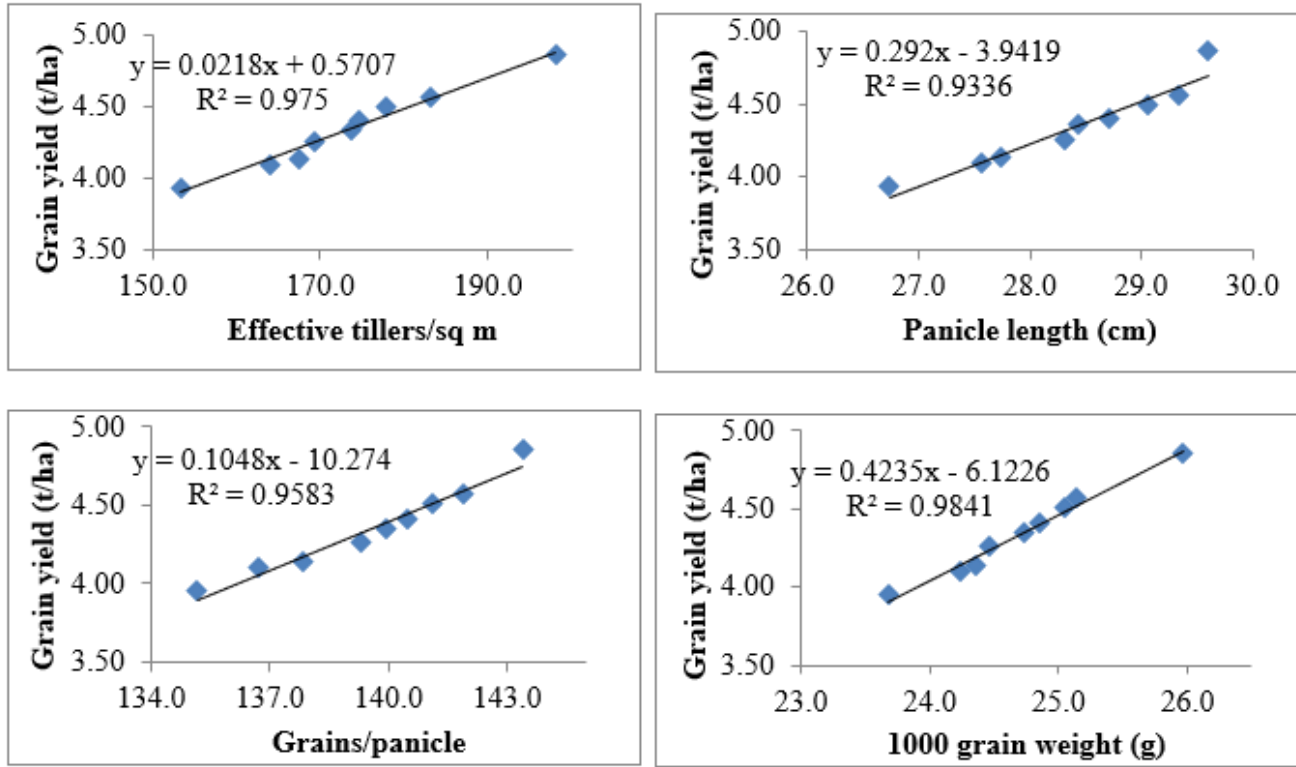 5.00
y = 0.0218x + 0.5707
R² = 0.975
4.50
4.00
3.50
150.0 170.0 190.0
Grain yield (t/ha)
Effective tillers/sq m
5.00
y = 0.292x - 3.9419
R² = 0.9336
4.50
4.00
3.50
26.0 27.0 28.0 29.0 30.0
Grain yield (t/ha)
Panicle length (cm)
5.00
y = 0.1048x - 10.274
R² = 0.9583
4.50
4.00
3.50
134.0 137.0 140.0 143.0
Grain yield (t/ha)
Grains/panicle
5.00
y = 0.4235x - 6.1226
R² = 0.9841
4.50
4.00
3.50
23.0 24.0 25.0 26.0
Grain yield (t/ha)
1000 grain weight (g)